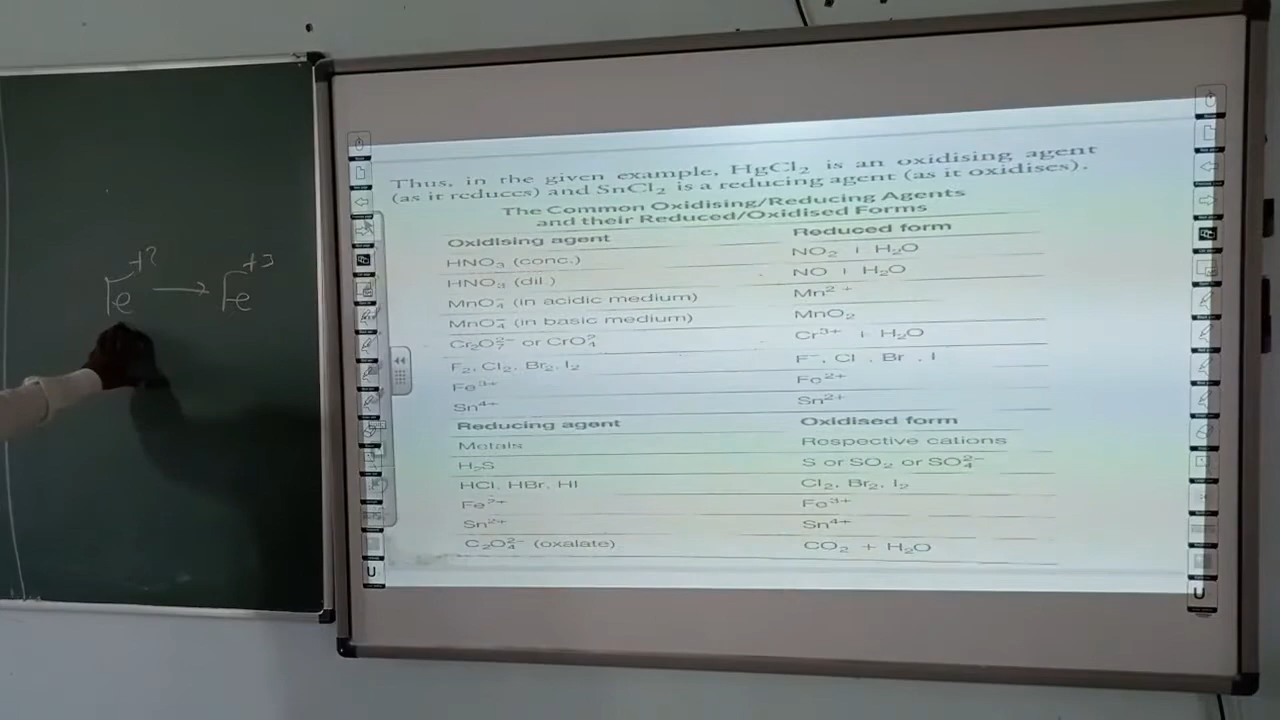 Fe+2 → Fe+3
Thus, in the given example, HgCl2 is an oxidising agent
(as it reduces) and SnCl2 is a reducing agent (as it oxidises).
The Common Oxidising/Reducing Agents
and their Reduced/Oxidised Forms
Oxidising agent Reduced form
HNO3 (conc.) NO2 + H2O
HNO3 (dil.) NO + H2O
MnO4− (in acidic medium) Mn2+
MnO4− (in basic medium) MnO2
Cr2O72− or CrO42− Cr3+ + H2O
F2, Cl2, Br2, I2 F−, Cl−, Br−, I−
Fe3+ Fe2+
Sn4+ Sn2+
Reducing agent Oxidised form
Metals Respective cations
H2S S or SO2 or SO42−
HCl, HBr, HI Cl2, Br2, I2
Fe2+ Fe3+
Sn2+ Sn4+
C2O42− (oxalate) CO2 + H2O